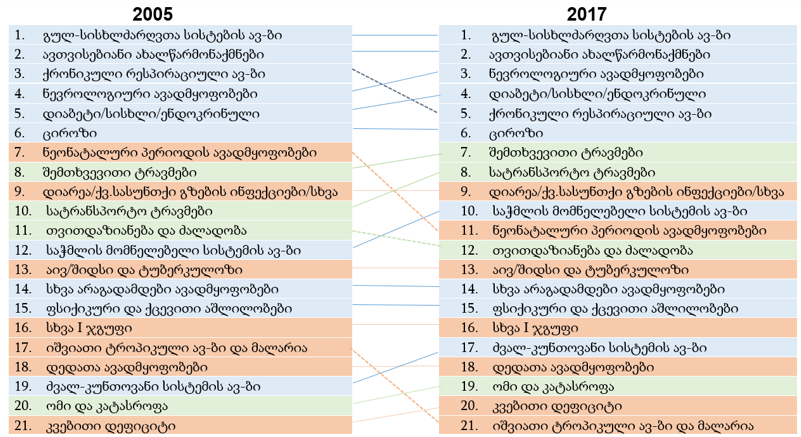 2005
1. გულ-სისხლძარღვთა სისტების ავ-ბი
2. ავთვისებიანი ახალწარმონაქმნები
3. ქრონიკული რესპირაციული ავ-ბი
4. ნევროლოგიური ავადმყოფობები
5. დიაბეტი/სისხლი/ენდოკრინული
6. ციროზი
7. ნეონატალური პერიოდის ავადმყოფობები
8. შემთხვევითი ტრავმები
9. დიარეა/ქვ.სასუნთქი გზების ინფექციები/სხვა
10. სატრანსპორტო ტრავმები
11. თვითდაზიანება და ძალადობა
12. საჭმლის მომნელებელი სისტემის ავ-ბი
13. აივ/შიდსი და ტუბერკულოზი
14. სხვა არაგადამდები ავადმყოფობები
15. ფსიქიკური და ქცევითი აშლილობები
16. სხვა I ჯგუფი
17. იშვიათი ტროპიკული ავ-ბი და მალარია
18. დედათა ავადმყოფობები
19. ძვალ-კუნთოვანი სისტემის ავ-ბი
20. ომი და კატასროფა
21. კვებითი დეფიციტი
2017
1. გულ-სისხლძარღვთა სისტების ავ-ბი
2. ავთვისებიანი ახალწარმონაქმნები
3. ნევროლოგიური ავადმყოფობები
4. დიაბეტი/სისხლი/ენდოკრინული
5. ქრონიკული რესპირაციული ავ-ბი
6. ციროზი
7. შემთხვევითი ტრავმები
8. სატრანსპორტო ტრავმები
9. დიარეა/ქვ.სასუნთქი გზების ინფექციები/სხვა
10. საჭმლის მომნელებელი სისტემის ავ-ბი
11. ნეონატალური პერიოდის ავადმყოფობები
12. თვითდაზიანება და ძალადობა
13. აივ/შიდსი და ტუბერკულოზი
14. სხვა არაგადამდები ავადმყოფობები
15. ფსიქიკური და ქცევითი აშლილობები
16. სხვა I ჯგუფი
17. ძვალ-კუნთოვანი სისტემის ავ-ბი
18. დედათა ავადმყოფობები
19. ომი და კატასროფა
20. კვებითი დეფიციტი
21. იშვიათი ტროპიკული ავ-ბი და მალარია